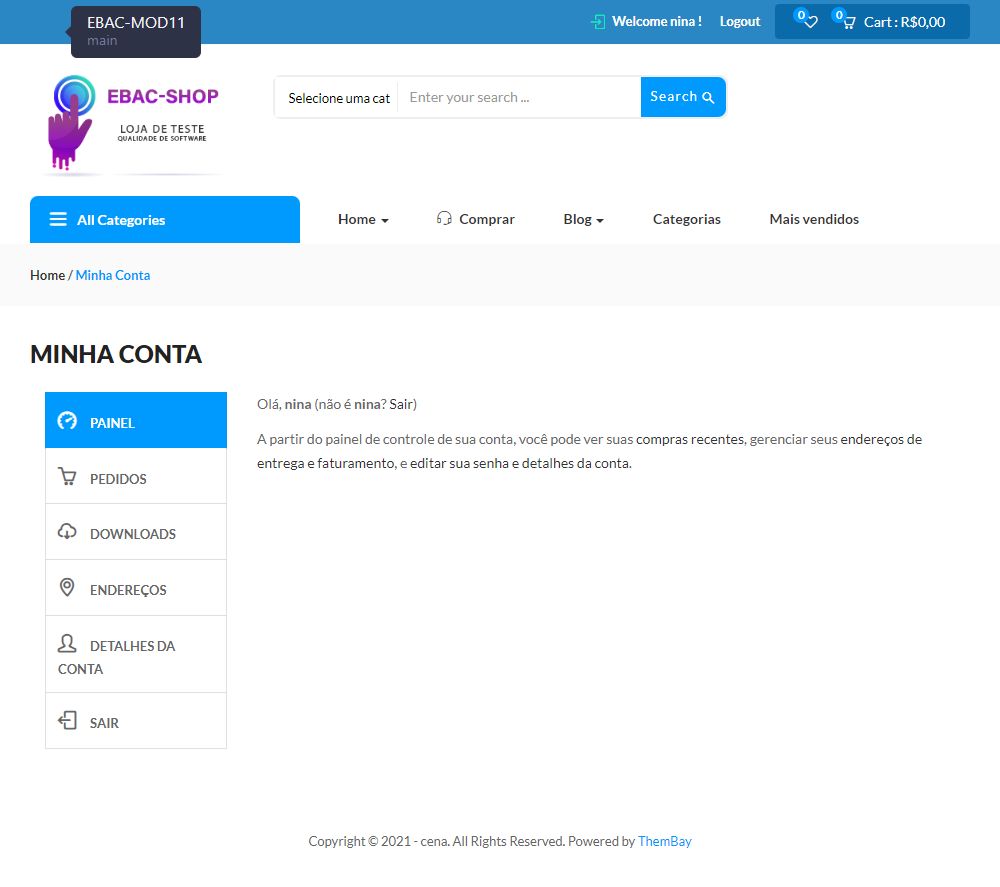 EBAC-MOD11
main
Welcome nina !
Logout
0
0
Cart : R$0,00
EBAC-SHOP
LOJA DE TESTE
QUALIDADE DE SOFTWARE
Selecione uma cat
Enter your search ...
Search
All Categories
Home
Comprar
Blog
Categorias
Mais vendidos
Home / Minha Conta
MINHA CONTA
PAINEL
PEDIDOS
DOWNLOADS
ENDEREÇOS
DETALHES DA
CONTA
SAIR
Olá, nina (não é nina? Sair)
A partir do painel de controle de sua conta, você pode ver suas compras recentes, gerenciar seus endereços de
entrega e faturamento, e editar sua senha e detalhes da conta.
Copyright © 2021 - cena. All Rights Reserved. Powered by ThemBay